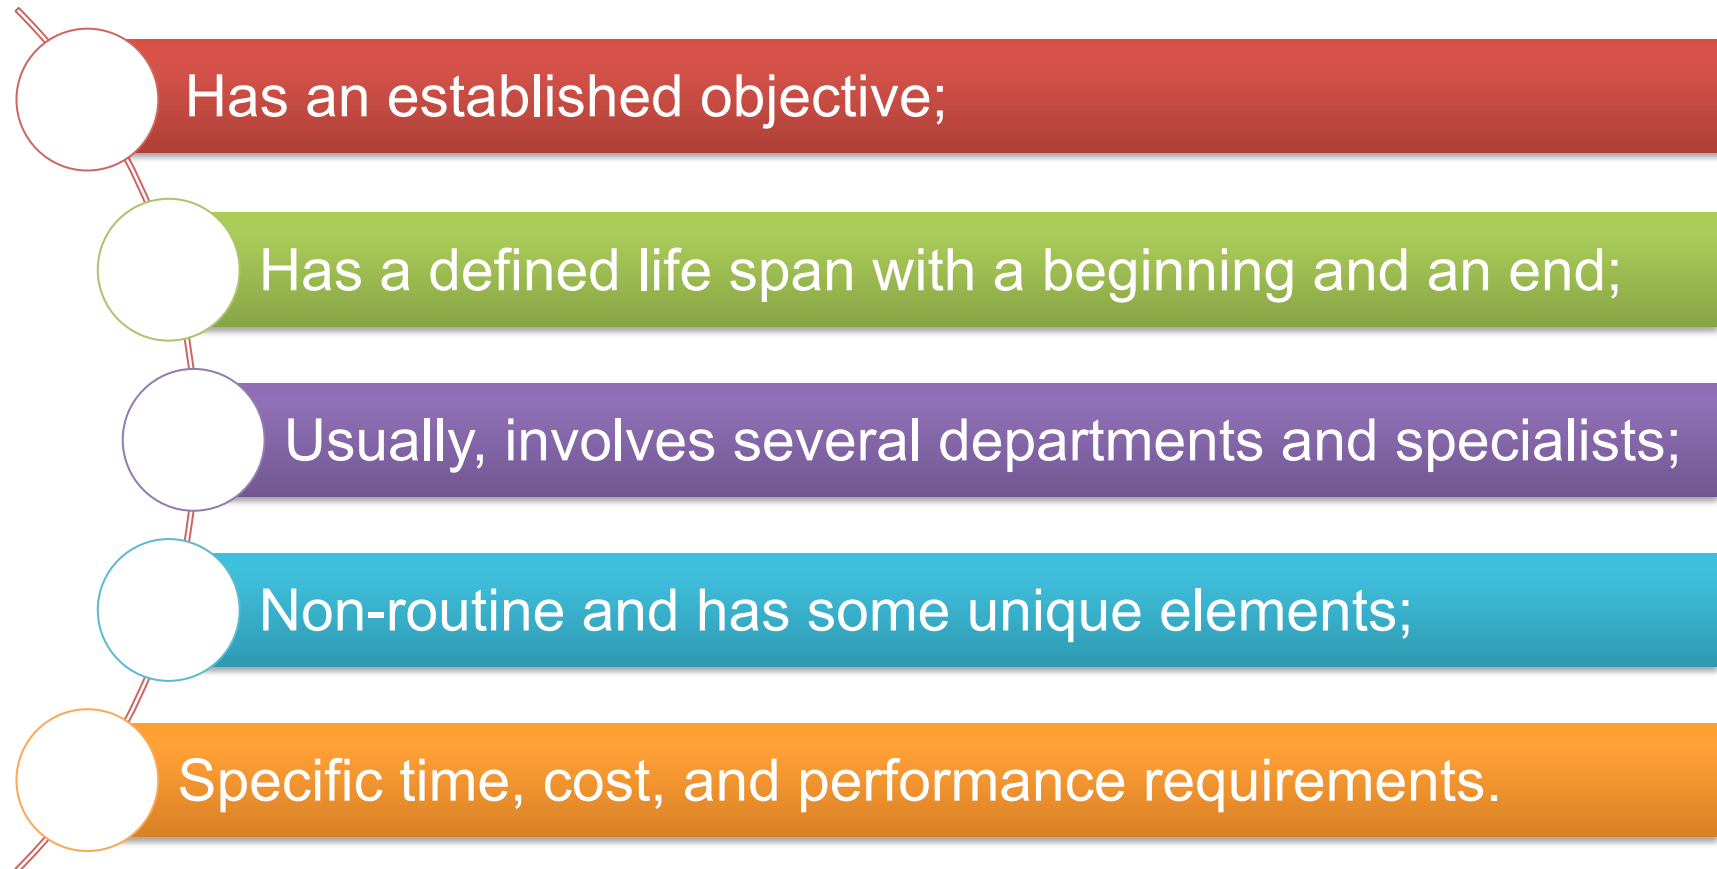 Has an established objective;
Has a defined life span with a beginning and an end;
Usually, involves several departments and specialists;
Non-routine and has some unique elements;
Specific time, cost, and performance requirements.